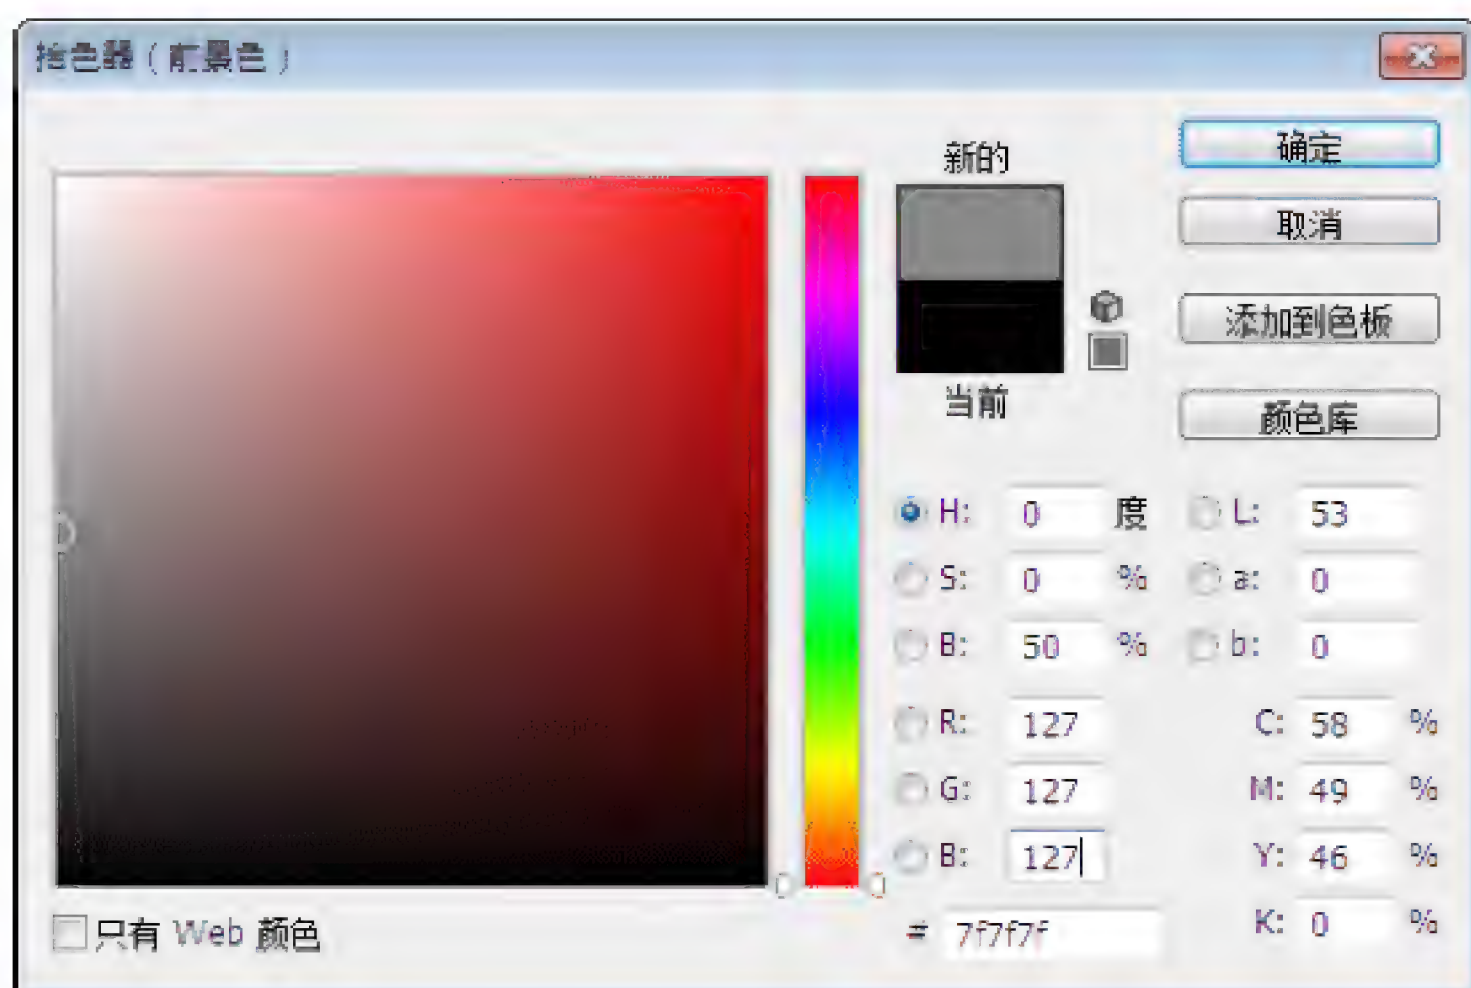 拾色器（前景色）
新的
当前
确定
取消
添加到色板
颜色库
H: 0 度
S: 0 %
B: 50 %
R: 127
G: 127
B: 127
# 7f7f7f
L: 53
a: 0
b: 0
C: 58 %
M: 49 %
Y: 46 %
K: 0 %
只有 Web 颜色